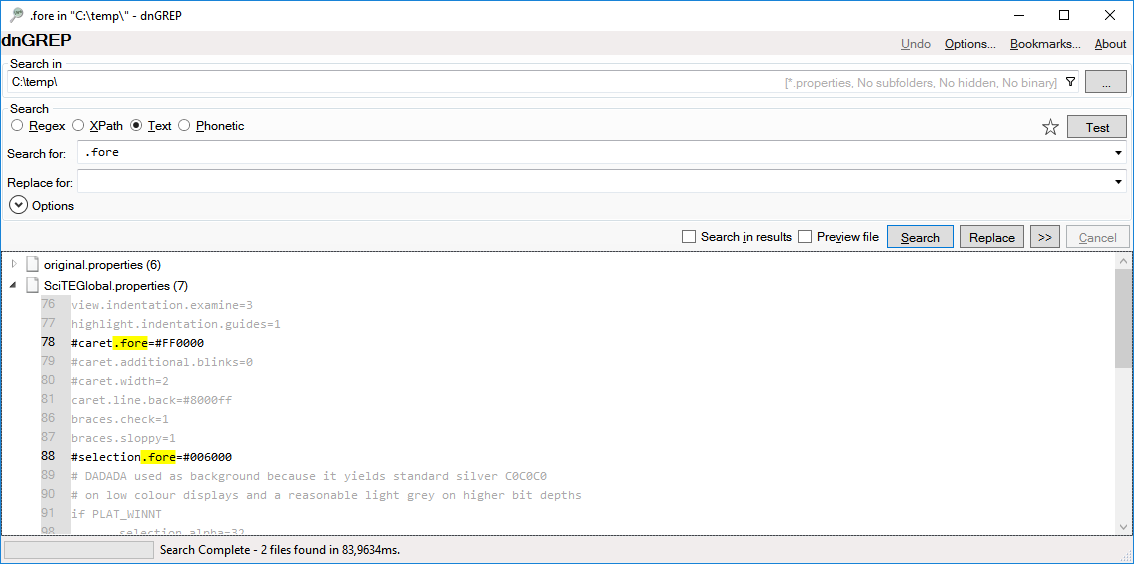 .fore in "C:\temp\" - dnGREP
dnGREP
Undo Options... Bookmarks... About
Search in
C:\temp\ [*.properties, No subfolders, No hidden, No binary] ...
Search
Regex XPath Text Phonetic
Test
Search for: .fore
Replace for:
Options
Search in results Preview file Search Replace >> Cancel
original.properties (6)
SciTEGlobal.properties (7)
76 view.indentation.examine=3
77 highlight.indentation.guides=1
78 #caret.fore=#FF0000
79 #caret.additional.blinks=0
80 #caret.width=2
81 caret.line.back=#8000ff
86 braces.check=1
87 braces.sloppy=1
88 #selection.fore=#006000
89 # DADADA used as background because it yields standard silver C0C0C0
90 # on low colour displays and a reasonable light grey on higher bit depths
91 if PLAT_WINNT
98 selection.alpha=32
Search Complete - 2 files found in 83,9634ms.